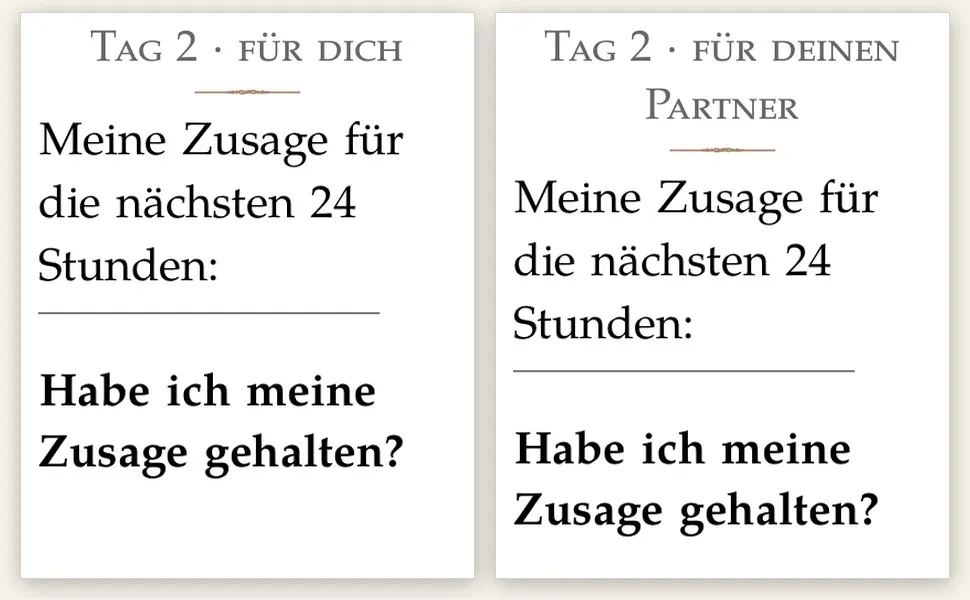 Tag 2 · für dich
Meine Zusage für
die nächsten 24
Stunden:
Habe ich meine
Zusage gehalten?
Tag 2 · für deinen
Partner
Meine Zusage für
die nächsten 24
Stunden:
Habe ich meine
Zusage gehalten?